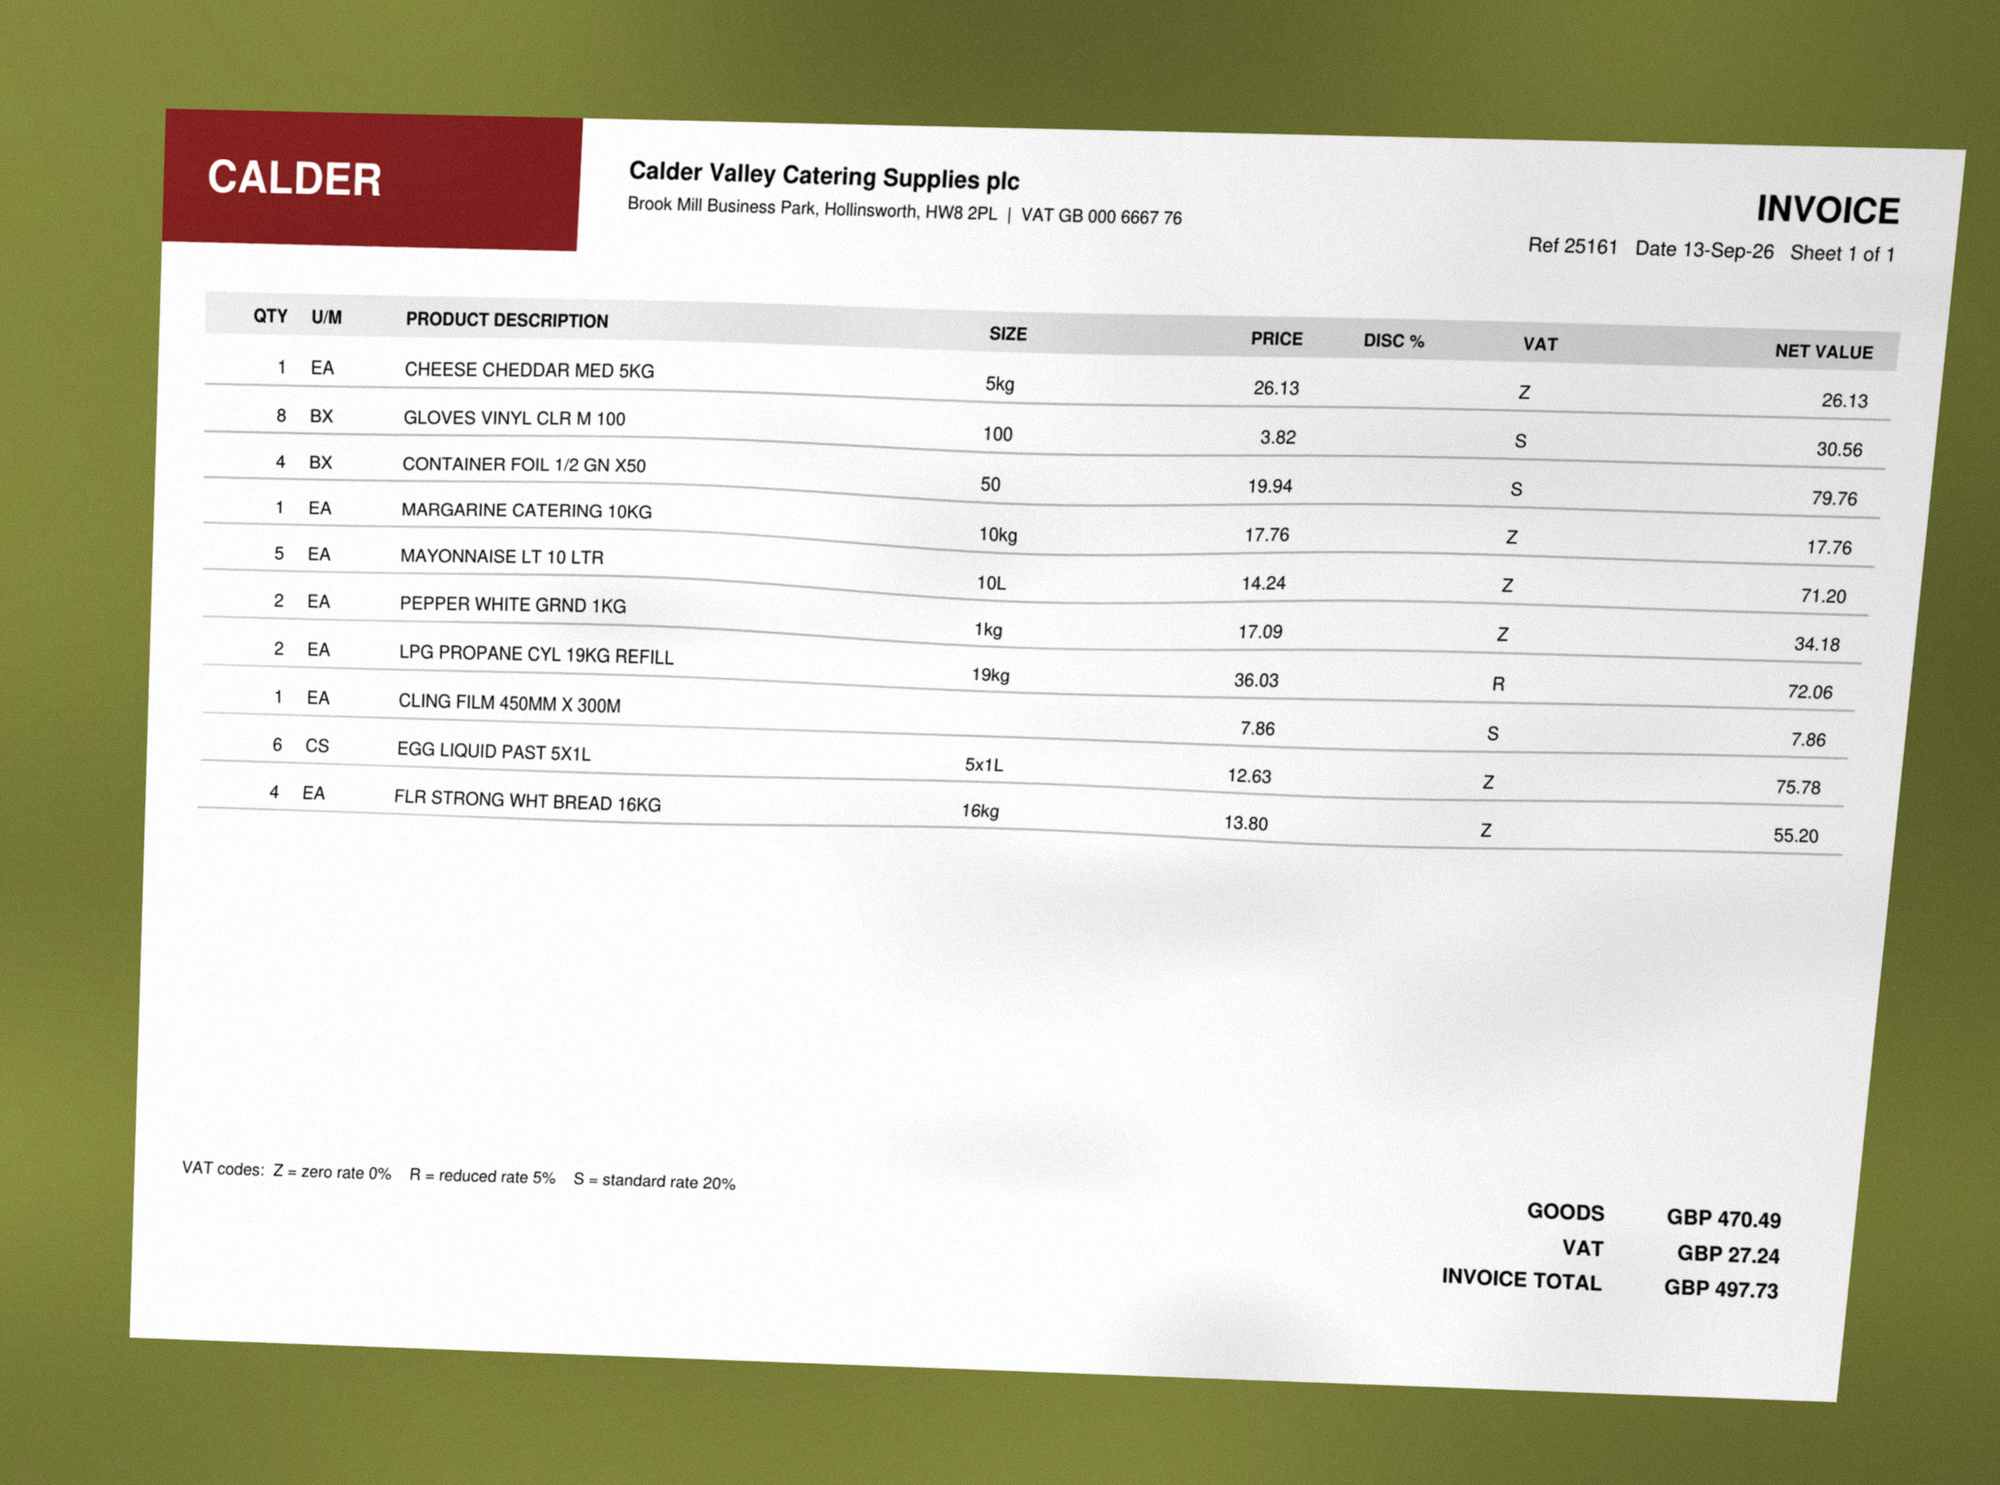 CALDER
Calder Valley Catering Supplies plc
Brook Mill Business Park, Hollinsworth, HW8 2PL | VAT GB 000 6667 76
INVOICE
Ref 25161 Date 13-Sep-26 Sheet 1 of 1
QTY U/M PRODUCT DESCRIPTION SIZE PRICE DISC % VAT NET VALUE
1 EA CHEESE CHEDDAR MED 5KG 5kg 26.13 Z 26.13
8 BX GLOVES VINYL CLR M 100 100 3.82 S 30.56
4 BX CONTAINER FOIL 1/2 GN X50 50 19.94 S 79.76
1 EA MARGARINE CATERING 10KG 10kg 17.76 Z 17.76
5 EA MAYONNAISE LT 10 LTR 10L 14.24 Z 71.20
2 EA PEPPER WHITE GRND 1KG 1kg 17.09 Z 34.18
2 EA LPG PROPANE CYL 19KG REFILL 19kg 36.03 R 72.06
1 EA CLING FILM 450MM X 300M 7.86 S 7.86
6 CS EGG LIQUID PAST 5X1L 5x1L 12.63 Z 75.78
4 EA FLR STRONG WHT BREAD 16KG 16kg 13.80 Z 55.20
VAT codes: Z = zero rate 0% R = reduced rate 5% S = standard rate 20%
GOODS GBP 470.49
VAT GBP 27.24
INVOICE TOTAL GBP 497.73